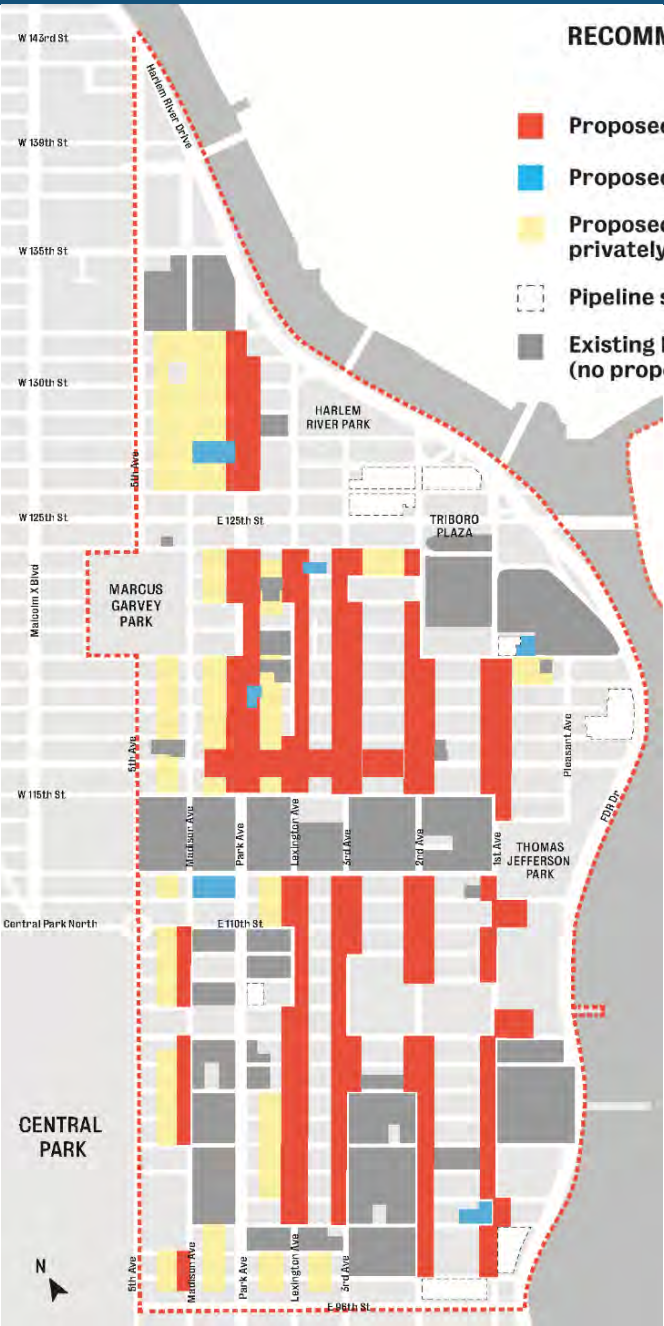 W 143rd St
RECOMM
Harlem River Drive
Proposed
W 139th St
Proposed
Proposed
privately
W 135th St
Pipeline s
Existing
(no prop
W 130th St
HARLEM
RIVER PARK
5th Ave
W 125th St
E 125th St
TRIBORO
PLAZA
Malcolm X Blvd
MARCUS
GARVEY
PARK
5th Ave
Pleasant Ave
W 115th St
FDR Dr
Madison Ave
Park Ave
Lexington Ave
3rd Ave
2nd Ave
1st Ave
THOMAS
JEFFERSON
PARK
Central Park North
E 110th St
CENTRAL
PARK
N
5th Ave
Madison Ave
Park Ave
Lexington Ave
3rd Ave
E 96th St